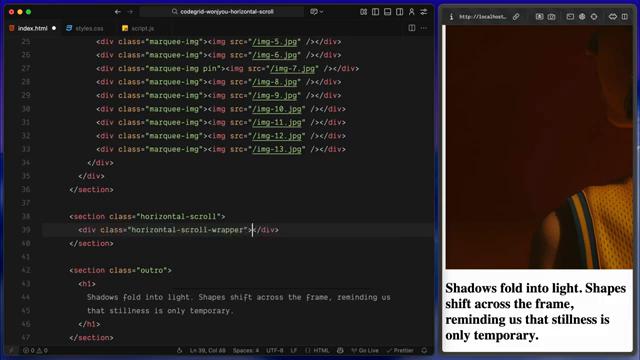 codegrid-wonjyou-horizontal-scroll
index.html
styles.css
script.js
http://localhost...
25 <div class="marquee-img"><img src="/img-5.jpg" /></div>
26 <div class="marquee-img"><img src="/img-6.jpg" /></div>
27 <div class="marquee-img pin"><img src="/img-7.jpg" /></div>
28 <div class="marquee-img"><img src="/img-8.jpg" /></div>
29 <div class="marquee-img"><img src="/img-9.jpg" /></div>
30 <div class="marquee-img"><img src="/img-10.jpg" /></div>
31 <div class="marquee-img"><img src="/img-11.jpg" /></div>
32 <div class="marquee-img"><img src="/img-12.jpg" /></div>
33 <div class="marquee-img"><img src="/img-13.jpg" /></div>
34 </div>
35 </div>
36 </section>
37
38 <section class="horizontal-scroll">
39 <div class="horizontal-scroll-wrapper"></div>
40 </section>
41
42 <section class="outro">
43 <h1>
44 Shadows fold into light. Shapes shift across the frame, reminding us
45 that stillness is only temporary.
46 </h1>
47 </section>
Shadows fold into light. Shapes
shift across the frame,
reminding us that stillness is
only temporary.
Ln 39, Col 48 Spaces: 4 UTF-8 LF HTML Go Live Prettier